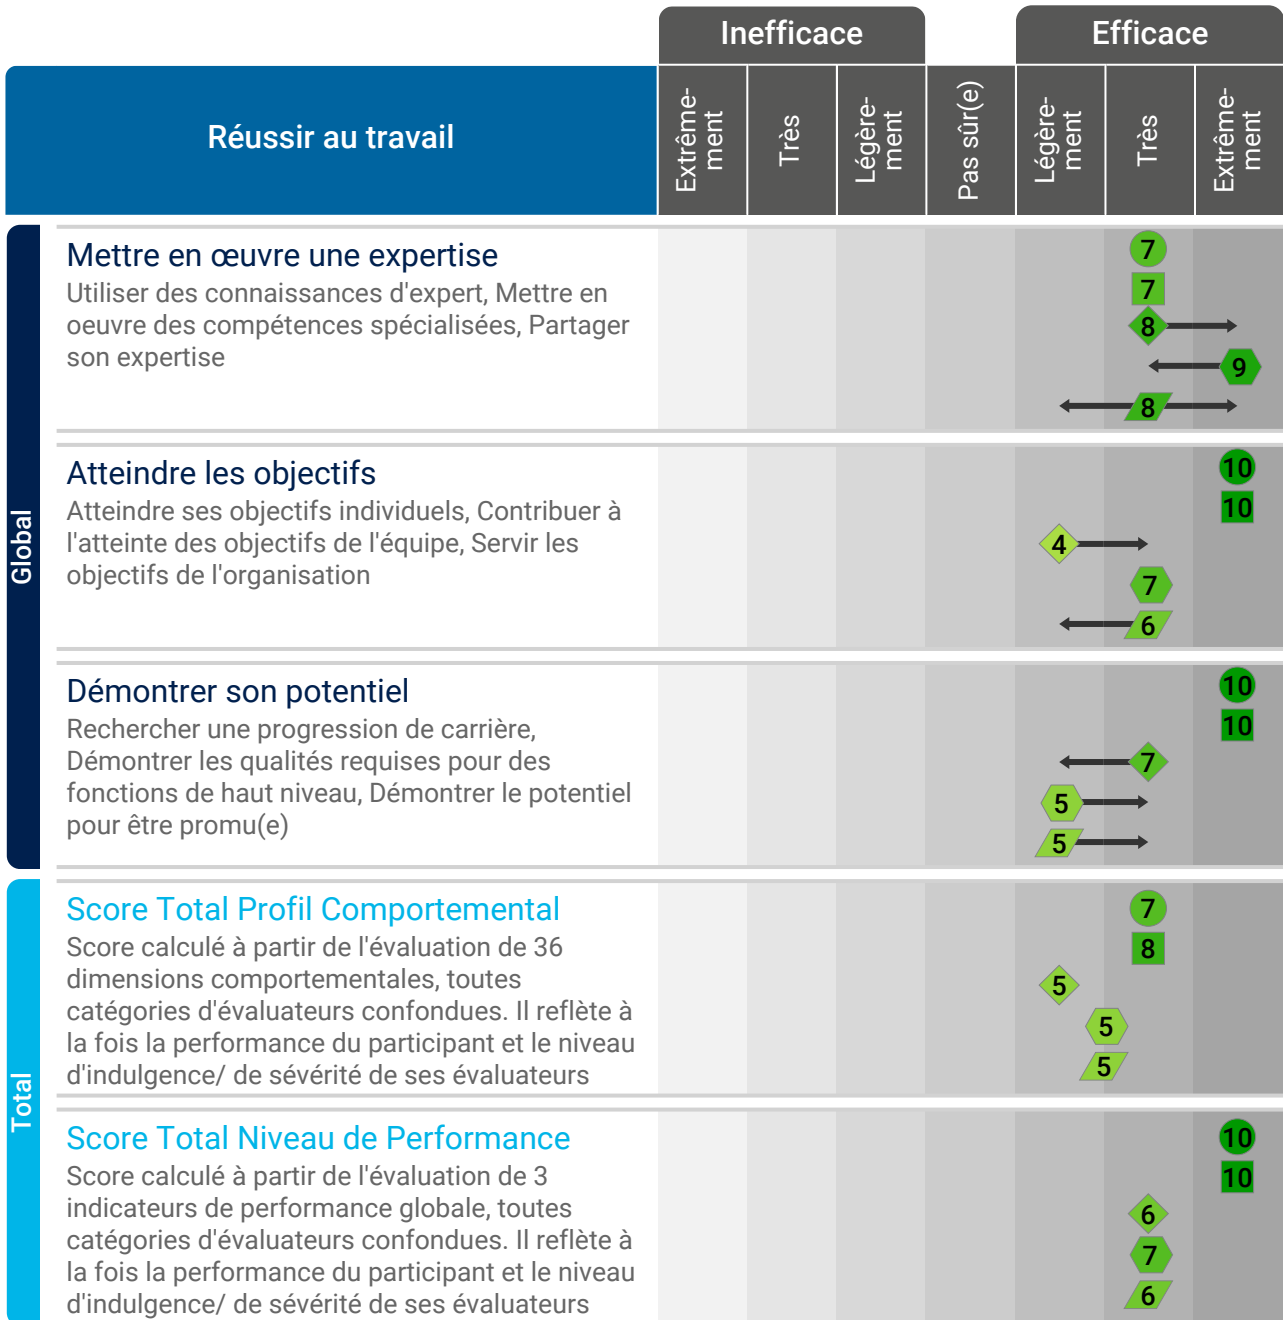 Inefficace
Efficace
Réussir au travail
Extrême-
ment
Très
Légère-
ment
Pas sûr(e)
Légère-
ment
Très
Extrême-
ment
Global
Mettre en œuvre une expertise
Utiliser des connaissances d'expert, Mettre en
oeuvre des compétences spécialisées, Partager
son expertise
7
7
8
9
8
Atteindre les objectifs
Atteindre ses objectifs individuels, Contribuer à
l'atteinte des objectifs de l'équipe, Servir les
objectifs de l'organisation
10
10
4
7
6
Démontrer son potentiel
Rechercher une progression de carrière,
Démontrer les qualités requises pour des
fonctions de haut niveau, Démontrer le potentiel
pour être promu(e)
10
10
7
5
5
Total
Score Total Profil Comportemental
Score calculé à partir de l'évaluation de 36
dimensions comportementales, toutes
catégories d'évaluateurs confondues. Il reflète à
la fois la performance du participant et le niveau
d'indulgence/ de sévérité de ses évaluateurs
7
8
5
5
5
Score Total Niveau de Performance
Score calculé à partir de l'évaluation de 3
indicateurs de performance globale, toutes
catégories d'évaluateurs confondues. Il reflète à
la fois la performance du participant et le niveau
d'indulgence/ de sévérité de ses évaluateurs
10
10
6
7
6